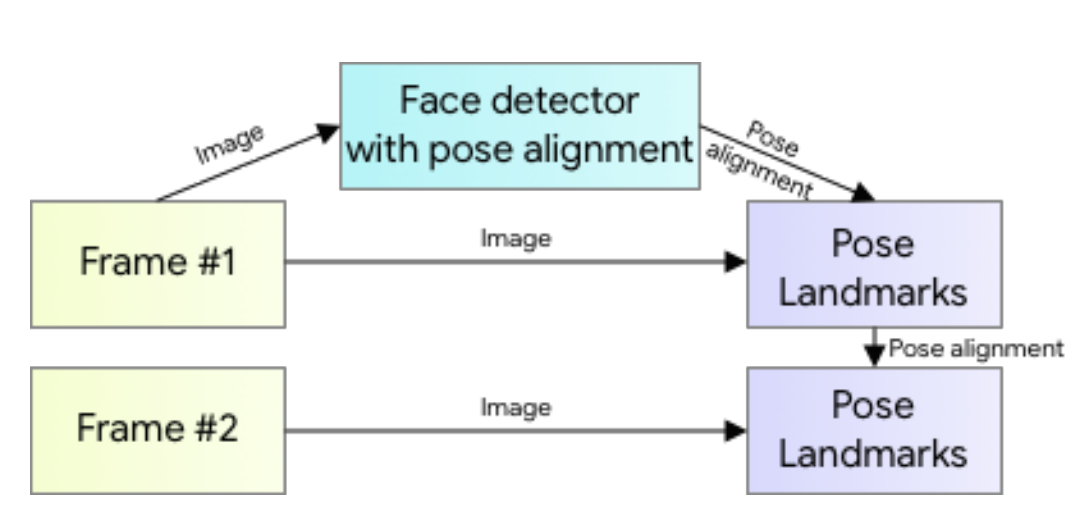 Face detector
with pose alignment
Image
Pose
alignment
Frame #1
Image
Pose
Landmarks
Pose alignment
Frame #2
Image
Pose
Landmarks